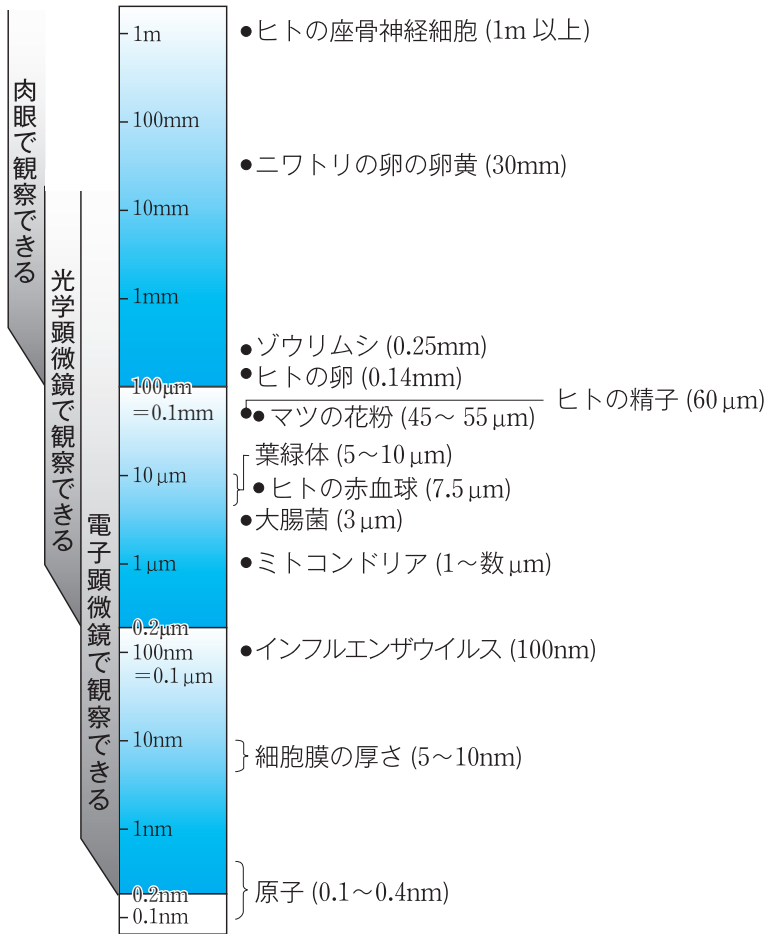 肉眼で観察できる
光学顕微鏡で観察できる
電子顕微鏡で観察できる
1m
100mm
10mm
1mm
100μm
=0.1mm
10μm
1μm
0.2μm
100nm
=0.1μm
10nm
1nm
0.2nm
0.1nm
●ヒトの座骨神経細胞 (1m 以上)
●ニワトリの卵の卵黄 (30mm)
●ゾウリムシ (0.25mm)
●ヒトの卵 (0.14mm)
ヒトの精子 (60μm)
●マツの花粉 (45〜 55μm)
葉緑体 (5〜10μm)
●ヒトの赤血球 (7.5μm)
●大腸菌 (3μm)
●ミトコンドリア (1〜数μm)
●インフルエンザウイルス (100nm)
細胞膜の厚さ (5〜10nm)
原子 (0.1〜0.4nm)